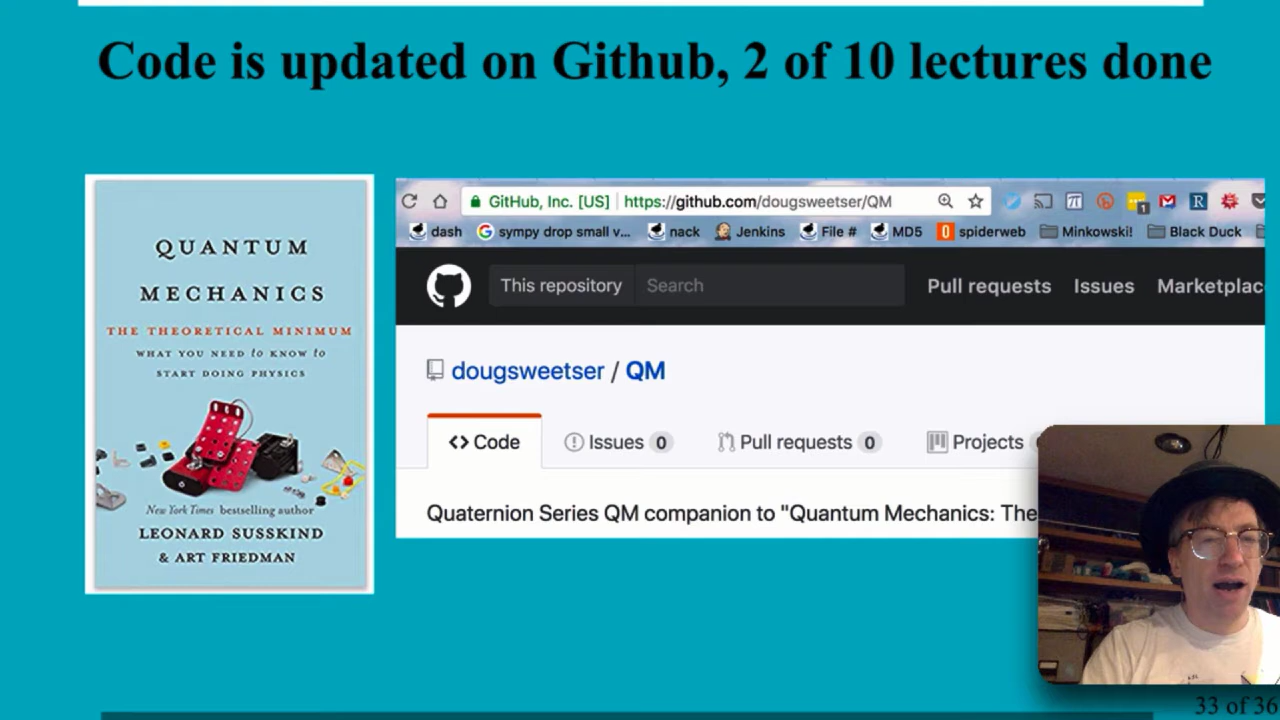 Code is updated on Github, 2 of 10 lectures done
QUANTUM
MECHANICS
THE THEORETICAL MINIMUM
WHAT YOU NEED to KNOW to
START DOING PHYSICS
New York Times bestselling author
LEONARD SUSSKIND
& ART FRIEDMAN
GitHub, Inc. [US] https://github.com/dougsweetser/QM
dash sympy drop small v... nack Jenkins File # MD5 spiderweb Minkowski! Black Duck
This repository Search Pull requests Issues Marketplac
dougsweetser / QM
Code Issues 0 Pull requests 0 Projects
Quaternion Series QM companion to "Quantum Mechanics: The
33 of 36